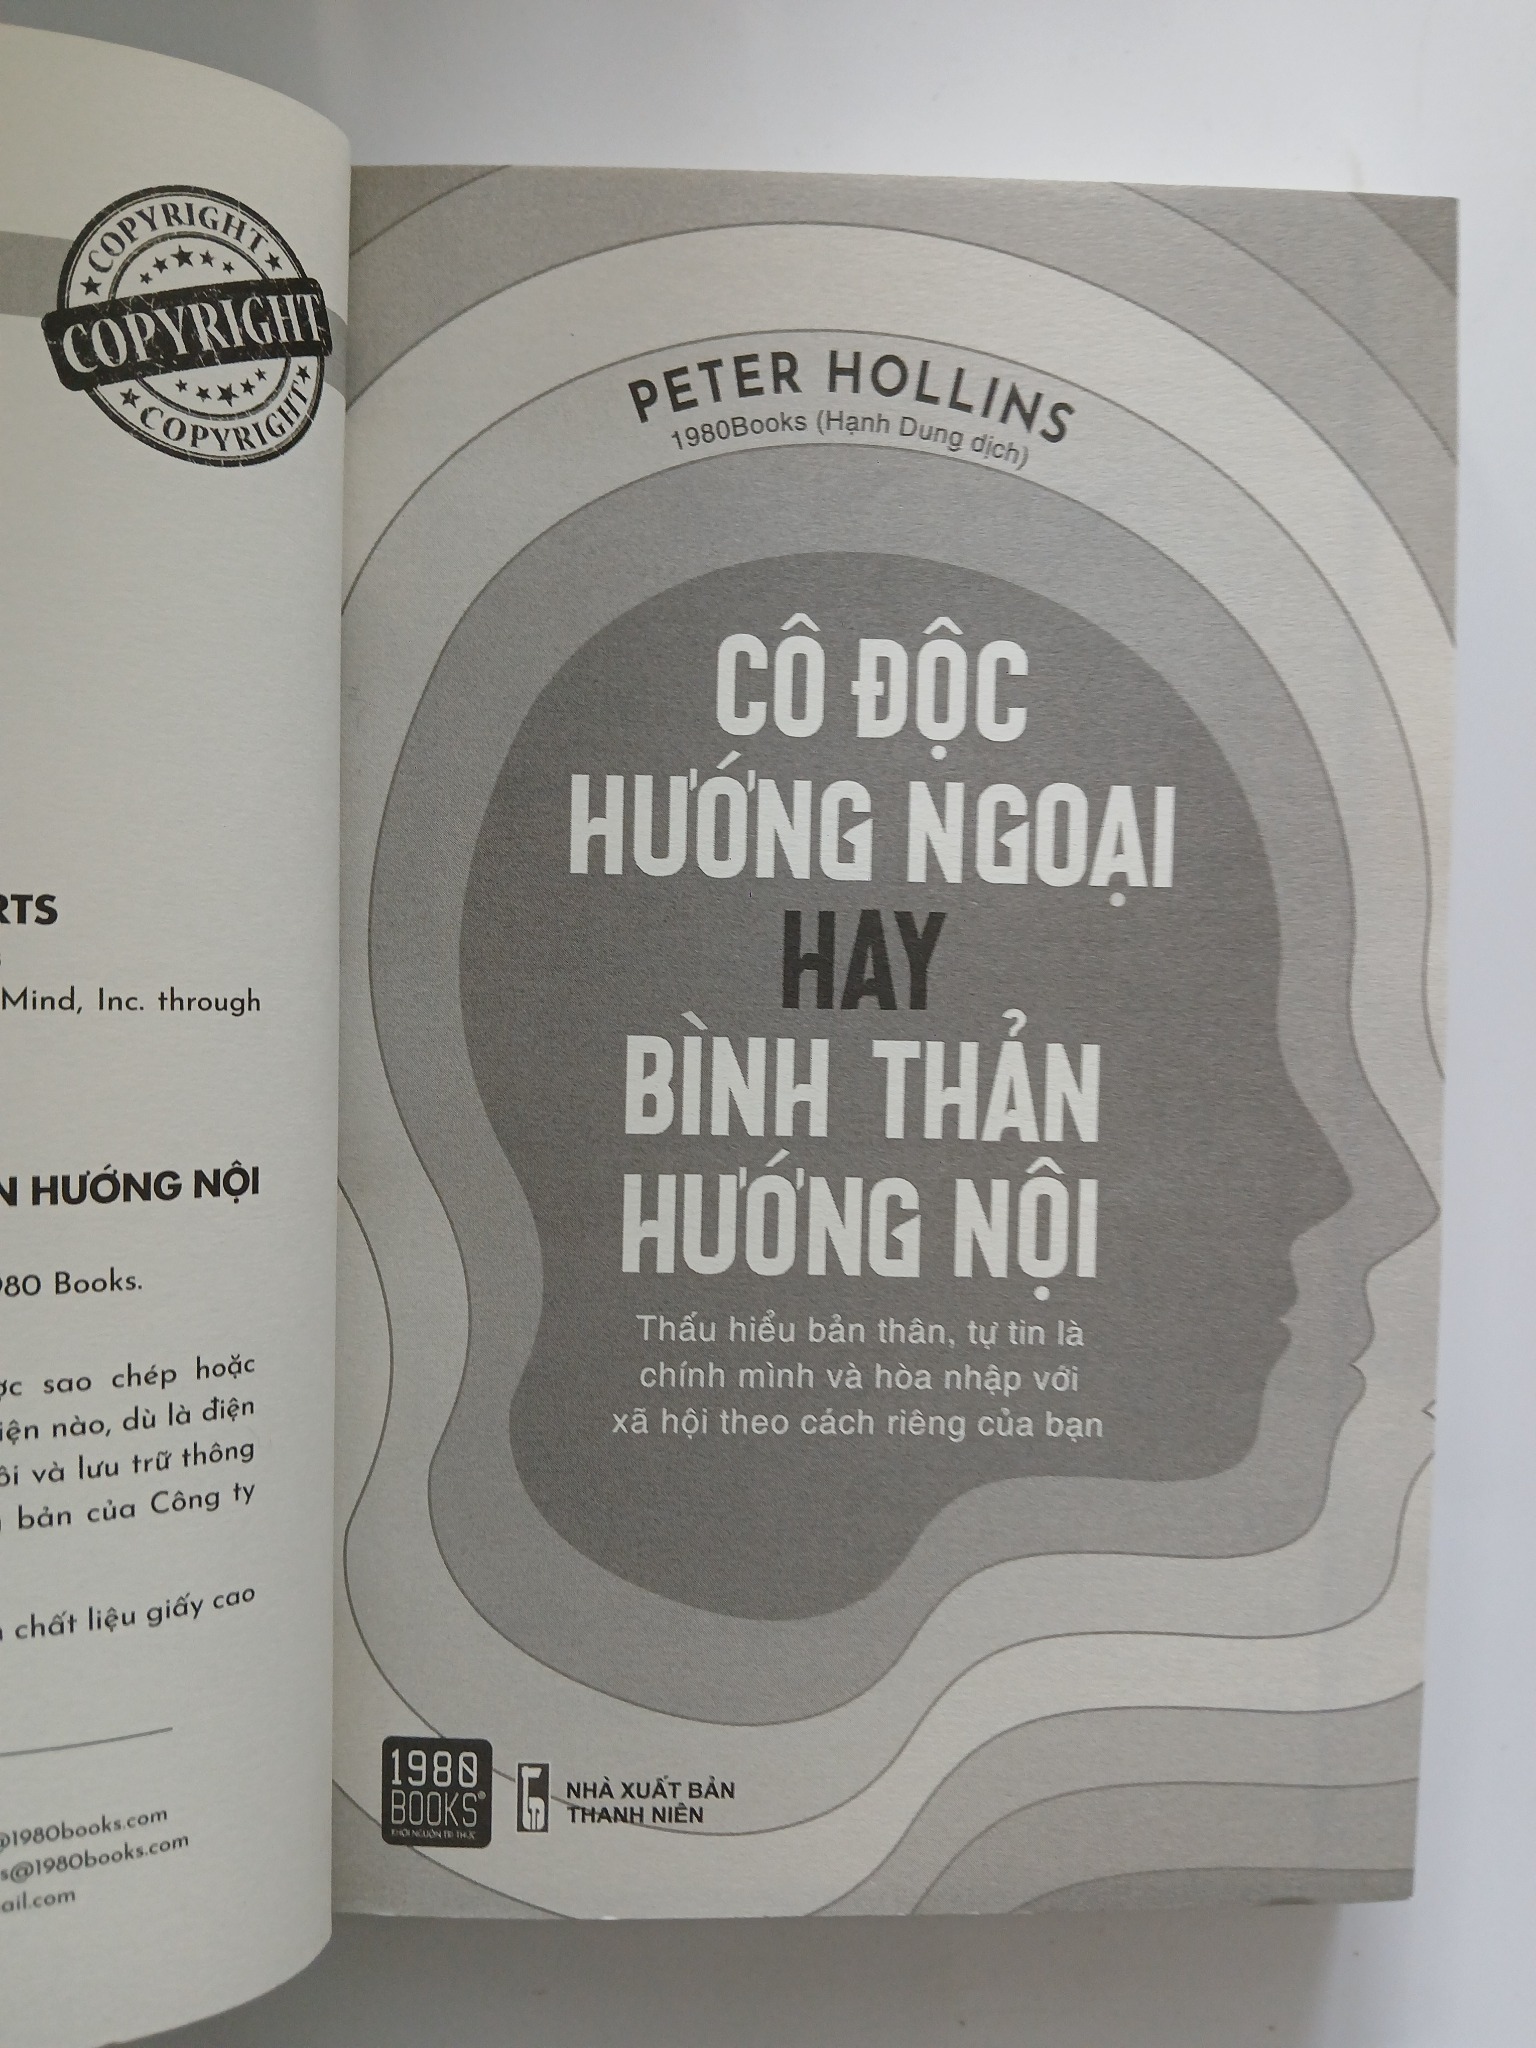 COPYRIGHT
COPYRIGHT
COPYRIGHT
RTS
Mind, Inc. through
HƯỚNG NỘI
980 Books.
sao chép hoặc
nào, dù là điện
và lưu trữ thông
bản của Công ty
chất liệu giấy cao
@1980books.com
s@1980books.com
ail.com
PETER HOLLINS
1980Books (Hạnh Dung dịch)
CÔ ĐỘC
HƯỚNG NGOẠI
HAY
BÌNH THẢN
HƯỚNG NỘI
Thấu hiểu bản thân, tự tin là
chính mình và hòa nhập với
xã hội theo cách riêng của bạn
1980
BOOKS®
KHƠI NGUỒN TRI THỨC
NHÀ XUẤT BẢN
THANH NIÊN